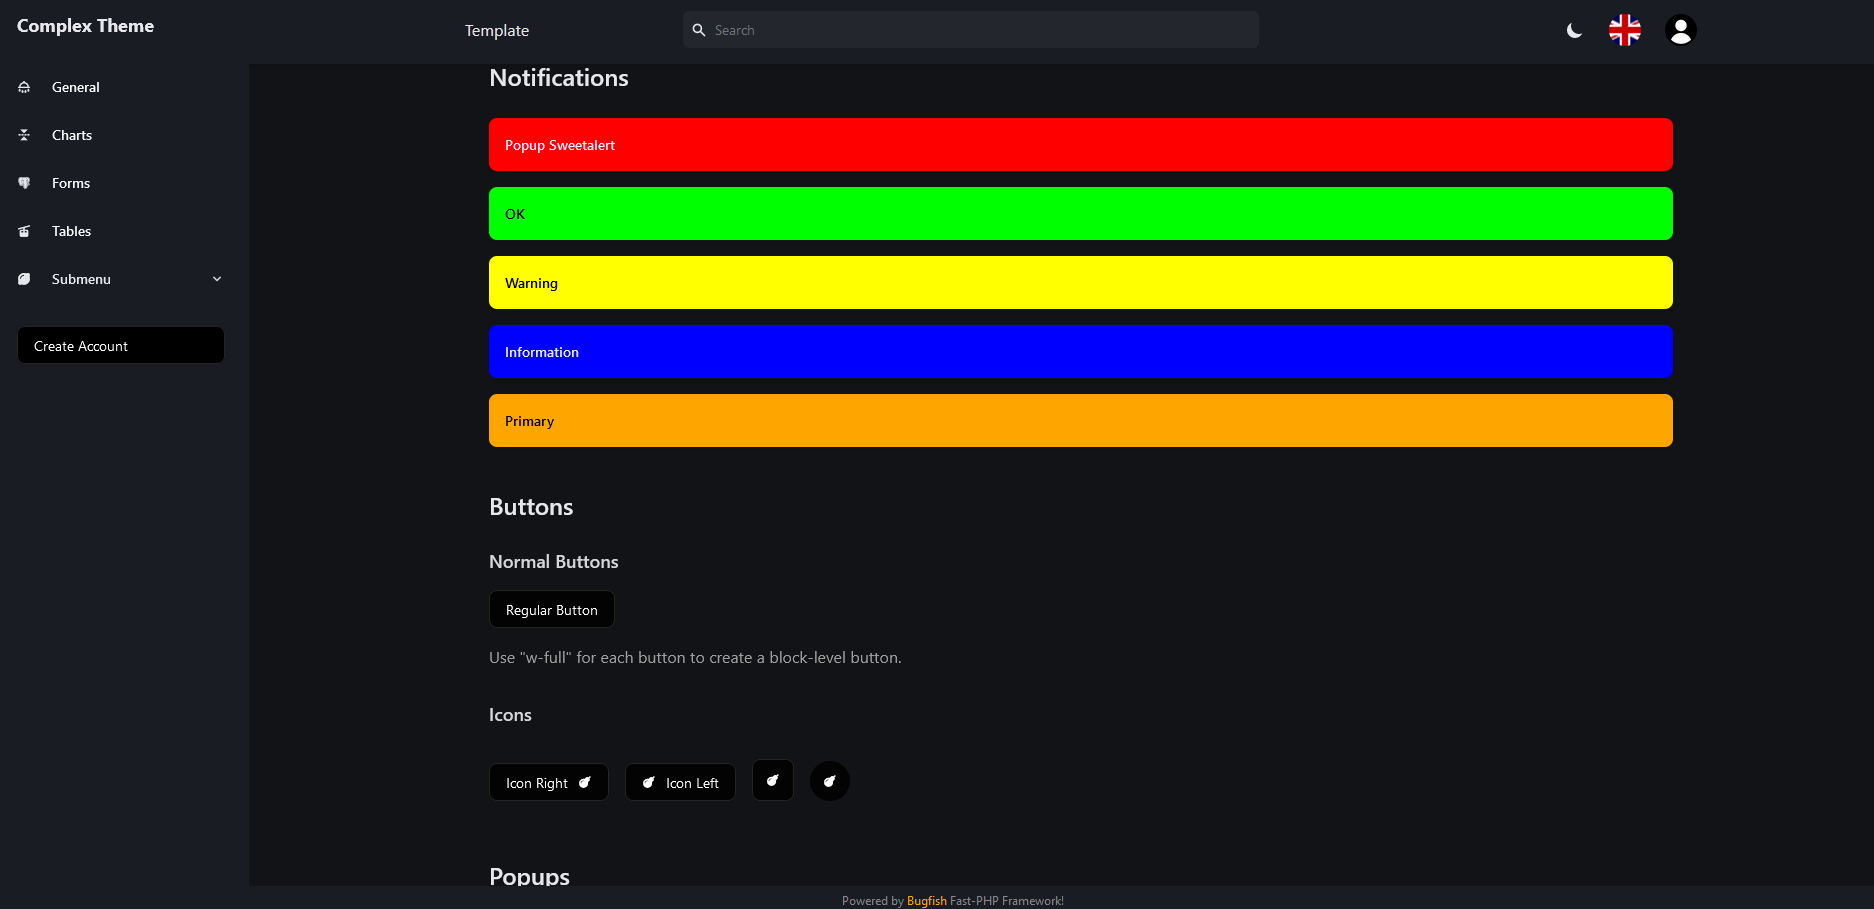 Complex Theme
Template
Search
General
Charts
Forms
Tables
Submenu
Create Account
Notifications
Popup Sweetalert
OK
Warning
Information
Primary
Buttons
Normal Buttons
Regular Button
Use "w-full" for each button to create a block-level button.
Icons
Icon Right
Icon Left
Popups
Powered by Bugfish Fast-PHP Framework!